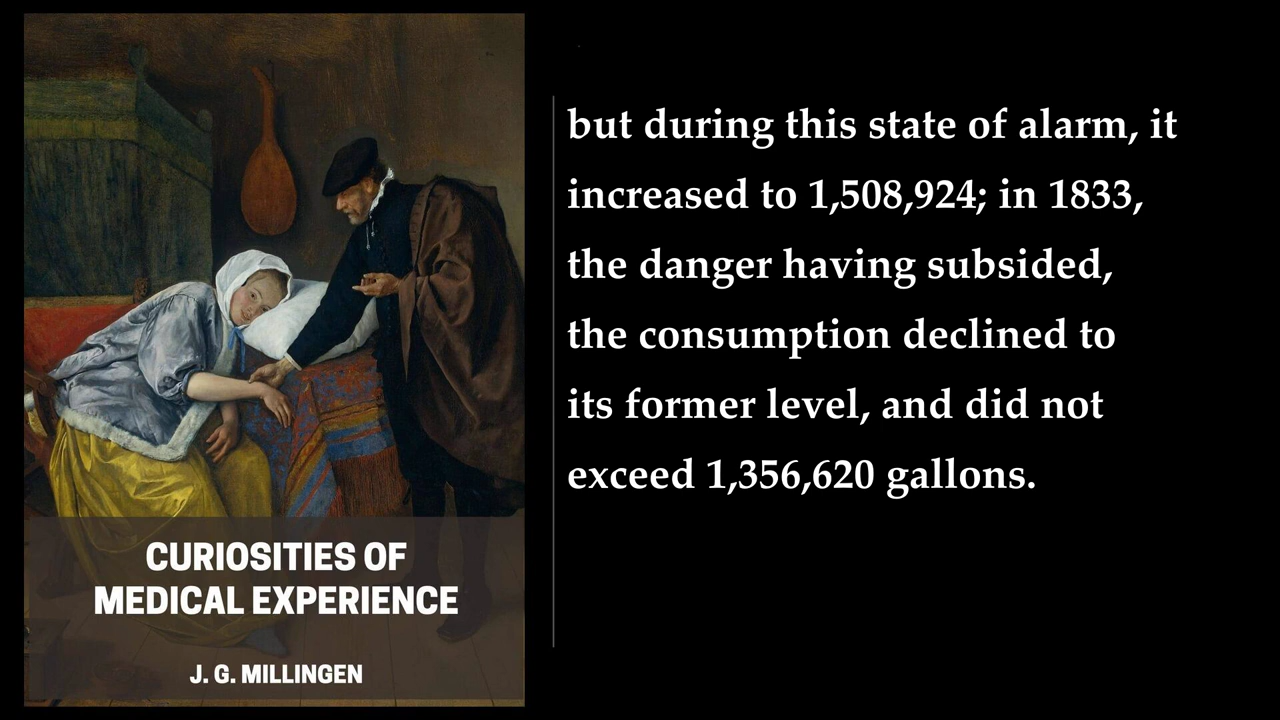 CURIOSITIES OF
MEDICAL EXPERIENCE
J. G. MILLINGEN
but during this state of alarm, it
increased to 1,508,924; in 1833,
the danger having subsided,
the consumption declined to
its former level, and did not
exceed 1,356,620 gallons.